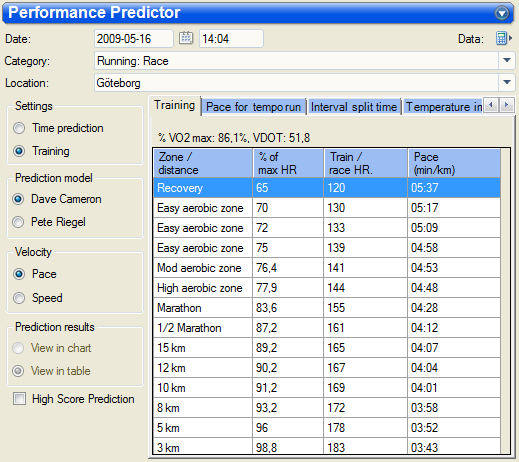 Performance Predictor
Date: 2009-05-16 14:04 Data:
Category: Running: Race
Location: Göteborg
Settings
Time prediction
Training
Prediction model
Dave Cameron
Pete Riegel
Velocity
Pace
Speed
Prediction results
View in chart
View in table
High Score Prediction
Training Pace for tempo run Interval split time Temperature im
% VO2 max: 86,1%, VDOT: 51,8
Zone / distance % of max HR Train / race HR. Pace (min/km)
Recovery 65 120 05:37
Easy aerobic zone 70 130 05:17
Easy aerobic zone 72 133 05:09
Easy aerobic zone 75 139 04:58
Mod aerobic zone 76,4 141 04:53
High aerobic zone 77,9 144 04:48
Marathon 83,6 155 04:28
1/2 Marathon 87,2 161 04:12
15 km 89,2 165 04:07
12 km 90,2 167 04:04
10 km 91,2 169 04:01
8 km 93,2 172 03:58
5 km 96 178 03:52
3 km 98,8 183 03:43